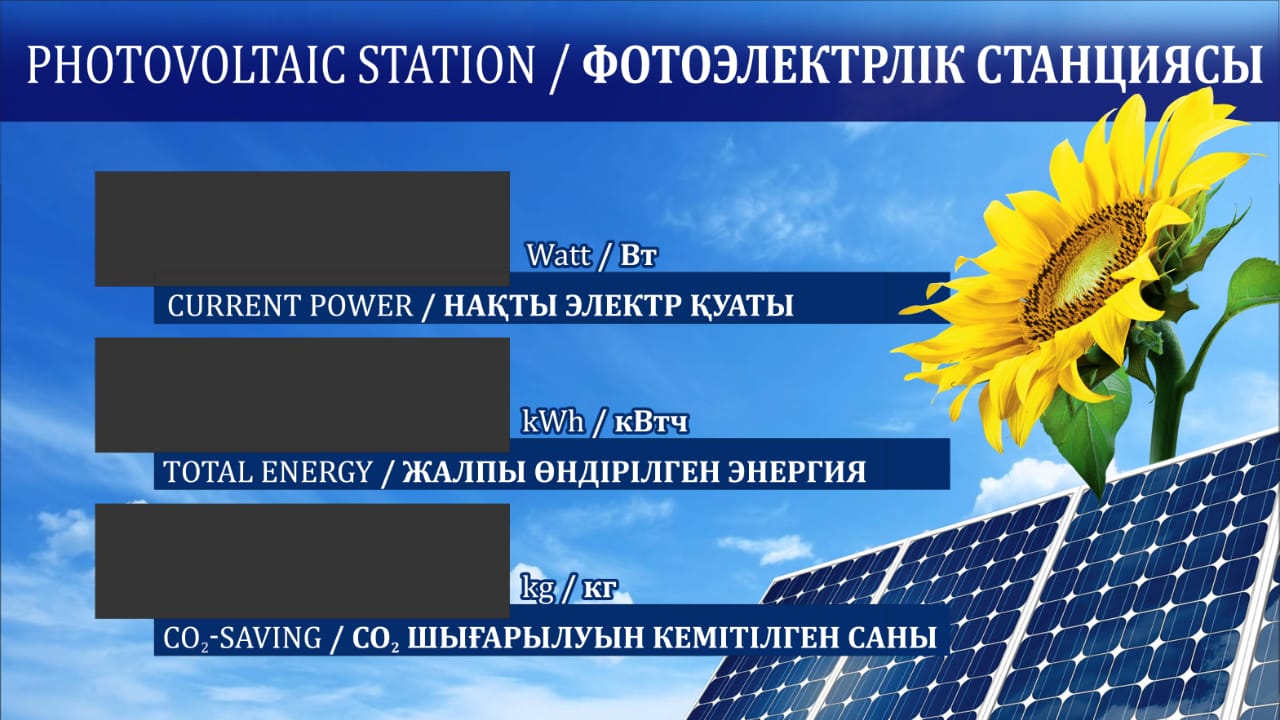 PHOTOVOLTAIC STATION / ФОТОЭЛЕКТРЛІК СТАНЦИЯСЫ
Watt / Вт
CURRENT POWER / НАҚТЫ ЭЛЕКТР ҚУАТЫ
kWh / кВтч
TOTAL ENERGY / ЖАЛПЫ ӨНДІРІЛГЕН ЭНЕРГИЯ
kg / кг
CO₂-SAVING / CO₂ ШЫҒАРЫЛУЫН КЕМІТІЛГЕН САНЫ